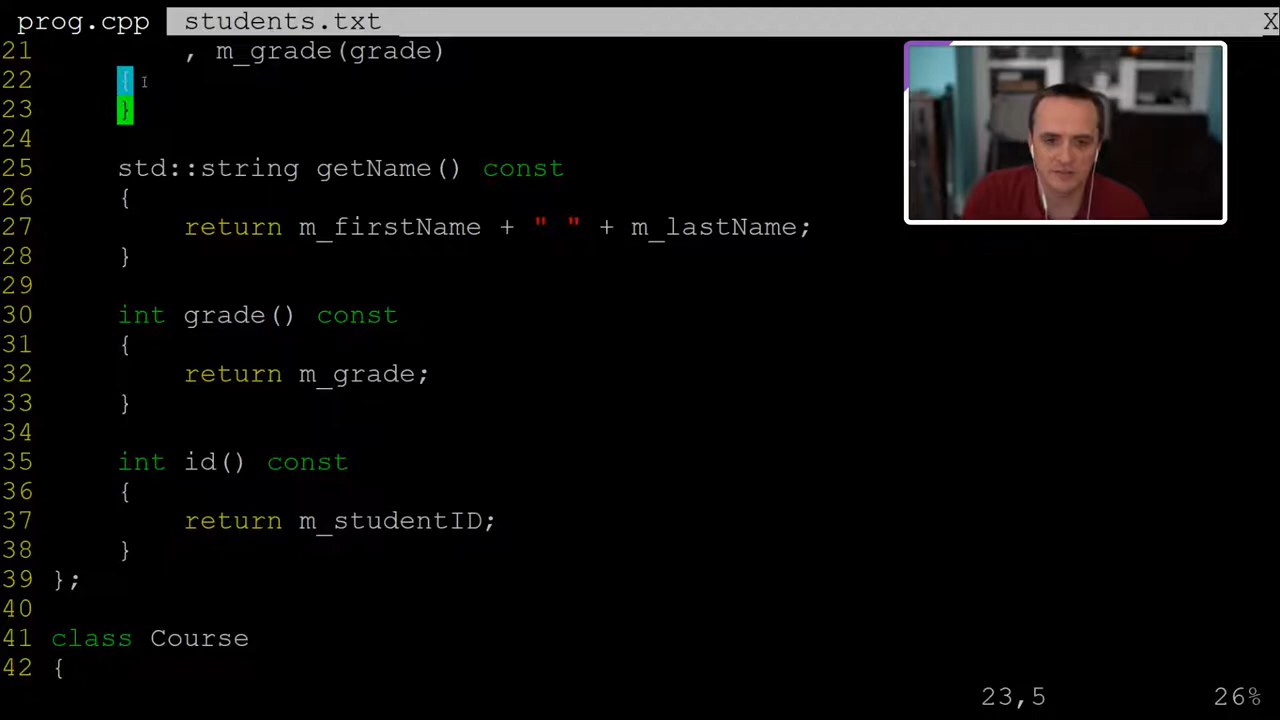 prog.cpp students.txt X
21 , m_grade(grade)
22 {
23 }
24
25 std::string getName() const
26 {
27 return m_firstName + " " + m_lastName;
28 }
29
30 int grade() const
31 {
32 return m_grade;
33 }
34
35 int id() const
36 {
37 return m_studentID;
38 }
39 };
40
41 class Course
42 {
23,5 26%